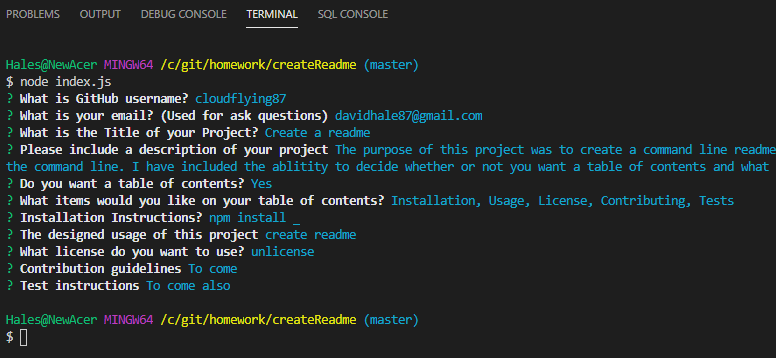 PROBLEMS OUTPUT DEBUG CONSOLE TERMINAL SQL CONSOLE
Hales@NewAcer MINGW64 /c/git/homework/createReadme (master)
$ node index.js
? What is GitHub username? cloudflying87
? What is your email? (Used for ask questions) davidhale87@gmail.com
? What is the Title of your Project? Create a readme
? Please include a description of your project The purpose of this project was to create a command line readme
the command line. I have included the ablitity to decide whether or not you want a table of contents and what
? Do you want a table of contents? Yes
? What items would you like on your table of contents? Installation, Usage, License, Contributing, Tests
? Installation Instructions? npm install _
? The designed usage of this project create readme
? What license do you want to use? unlicense
? Contribution guidelines To come
? Test instructions To come also
Hales@NewAcer MINGW64 /c/git/homework/createReadme (master)
$